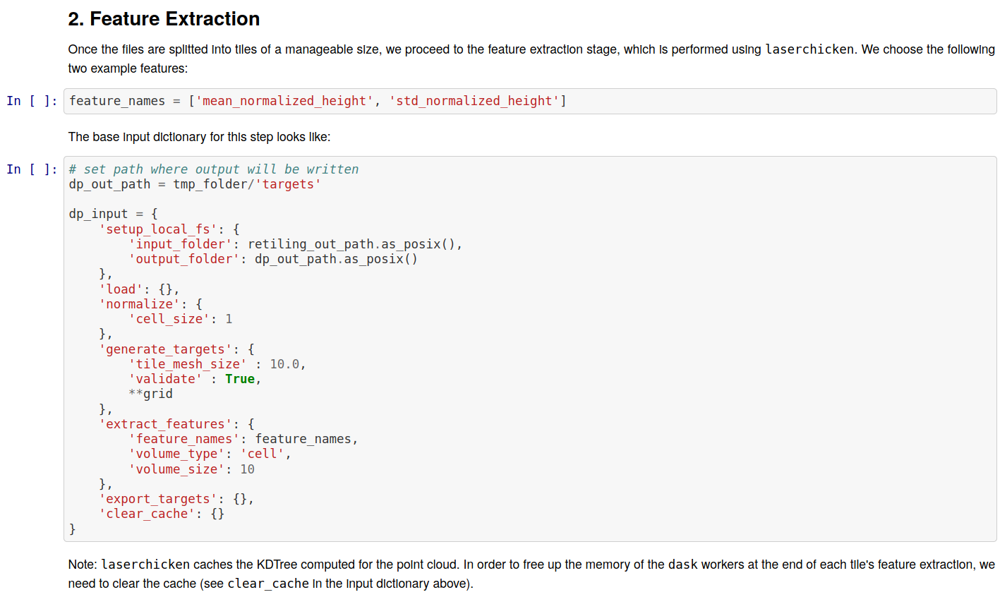 2. Feature Extraction
Once the files are splitted into tiles of a manageable size, we proceed to the feature extraction stage, which is performed using laserchicken. We choose the following
two example features:
In [ ]: feature_names = ['mean_normalized_height', 'std_normalized_height']
The base input dictionary for this step looks like:
In [ ]: # set path where output will be written
dp_out_path = tmp_folder/'targets'

dp_input = {
    'setup_local_fs': {
        'input_folder': retiling_out_path.as_posix(),
        'output_folder': dp_out_path.as_posix()
    },
    'load': {},
    'normalize': {
        'cell_size': 1
    },
    'generate_targets': {
        'tile_mesh_size' : 10.0,
        'validate' : True,
        **grid
    },
    'extract_features': {
        'feature_names': feature_names,
        'volume_type': 'cell',
        'volume_size': 10
    },
    'export_targets': {},
    'clear_cache': {}
}
Note: laserchicken caches the KDTree computed for the point cloud. In order to free up the memory of the dask workers at the end of each tile's feature extraction, we
need to clear the cache (see clear_cache in the input dictionary above).